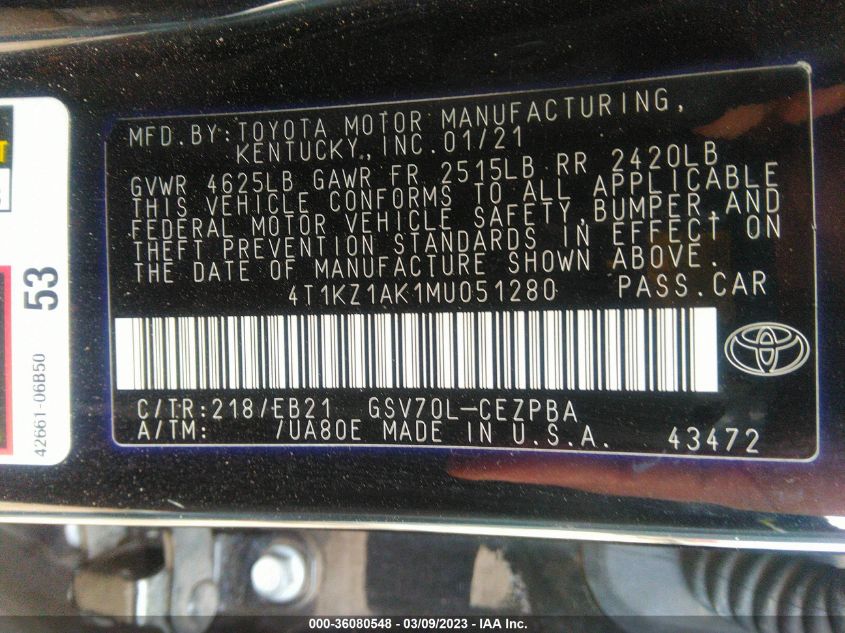 MFD.BY:TOYOTA MOTOR MANUFACTURING,
KENTUCKY,INC.01/21
GVWR 4625LB GAWR FR 2515LB RR 2420LB
THIS VEHICLE CONFORMS TO ALL APPLICABLE
FEDERAL MOTOR VEHICLE SAFETY,BUMPER,AND
THEFT PREVENTION STANDARDS IN EFFECT ON
THE DATE OF MANUFACTURE SHOWN ABOVE.
4T1KZ1AK1MU051280 PASS.CAR
C/TR:218/EB21 GSV70L-CEZPBA
A/TM: /UA80E MADE IN U.S.A. 43472
53
42661-06B50
000-36080548 - 03/09/2023 - IAA Inc.